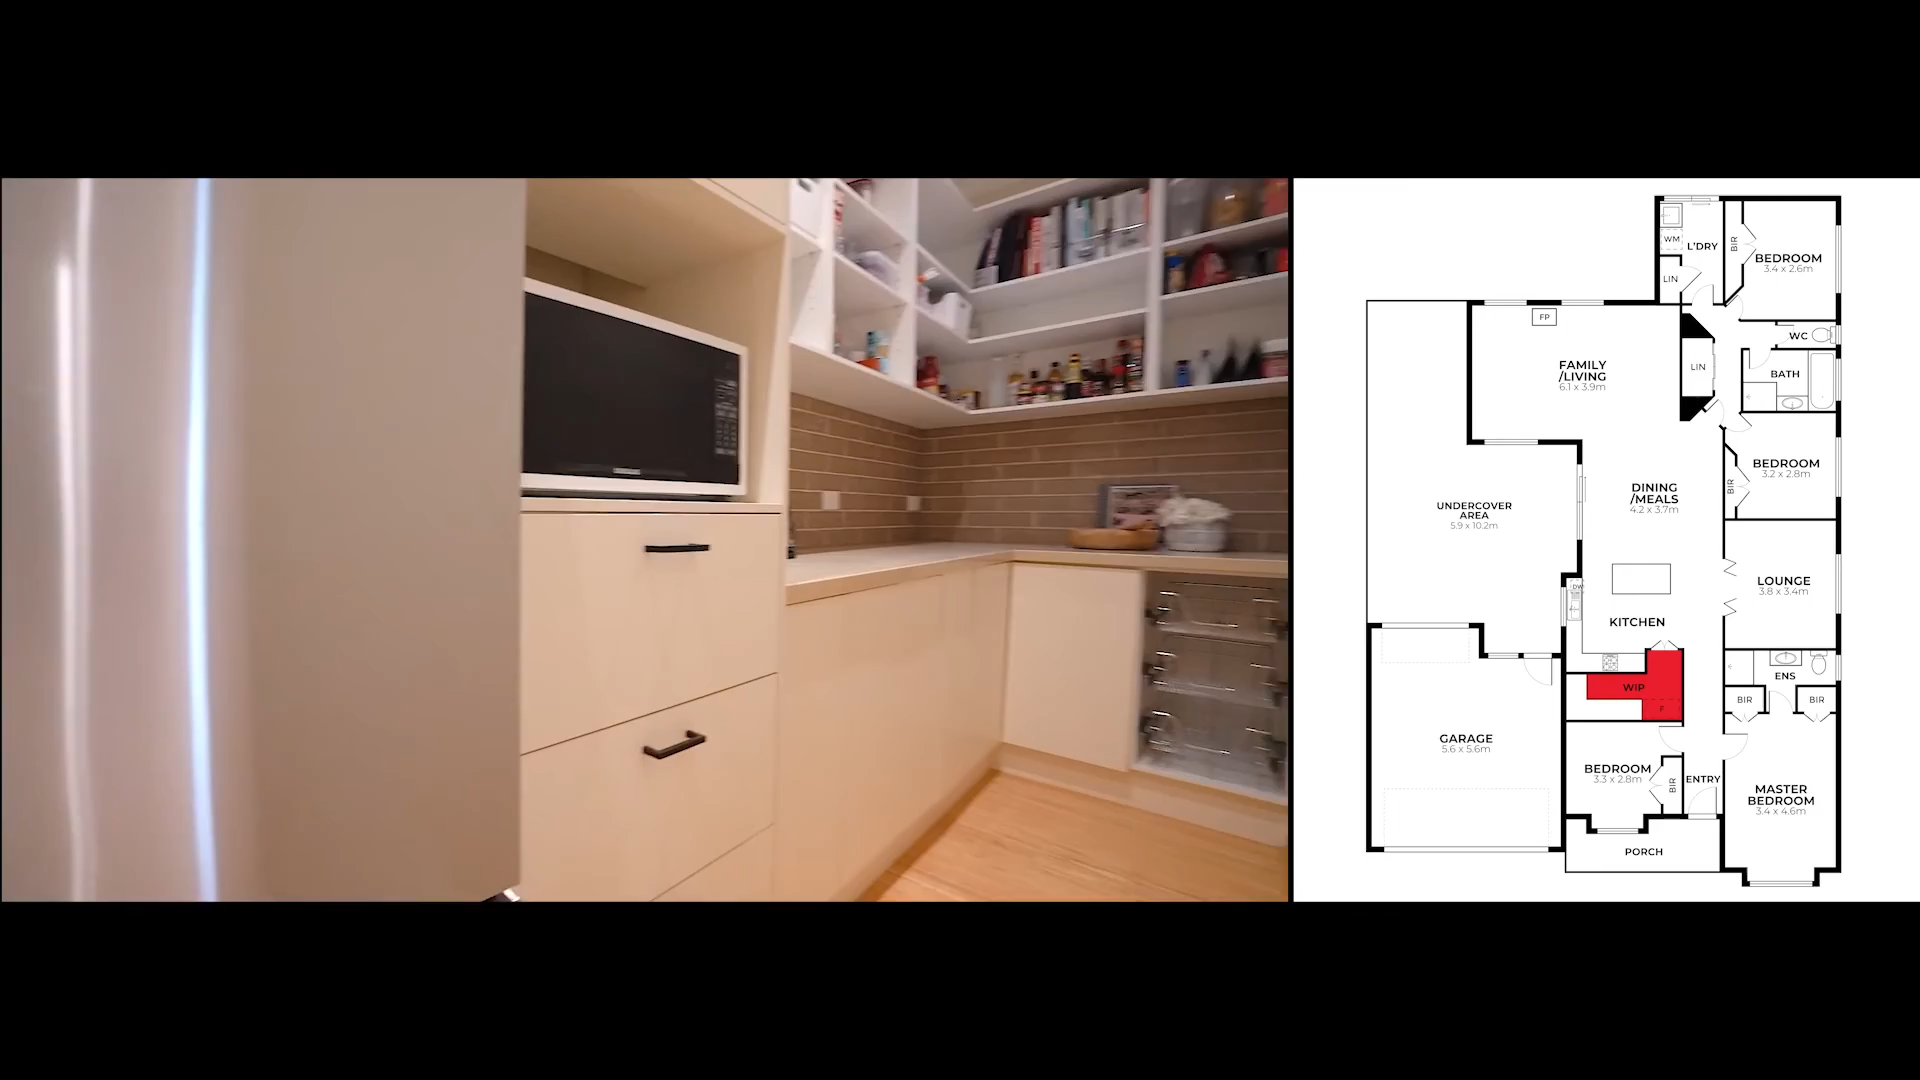 L'DRY
WM
LIN
BIR
BEDROOM
3.4 x 2.6m
FP
WC
FAMILY
/LIVING
6.1 x 3.9m
LIN
BATH
BEDROOM
3.2 x 2.8m
BIR
DINING
/MEALS
4.2 x 3.7m
UNDERCOVER
AREA
5.9 x 10.2m
LOUNGE
3.8 x 3.4m
DW
KITCHEN
ENS
WIP
F
BIR
BIR
GARAGE
5.6 x 5.6m
BEDROOM
3.3 x 2.8m
BIR
ENTRY
MASTER
BEDROOM
3.4 x 4.6m
PORCH